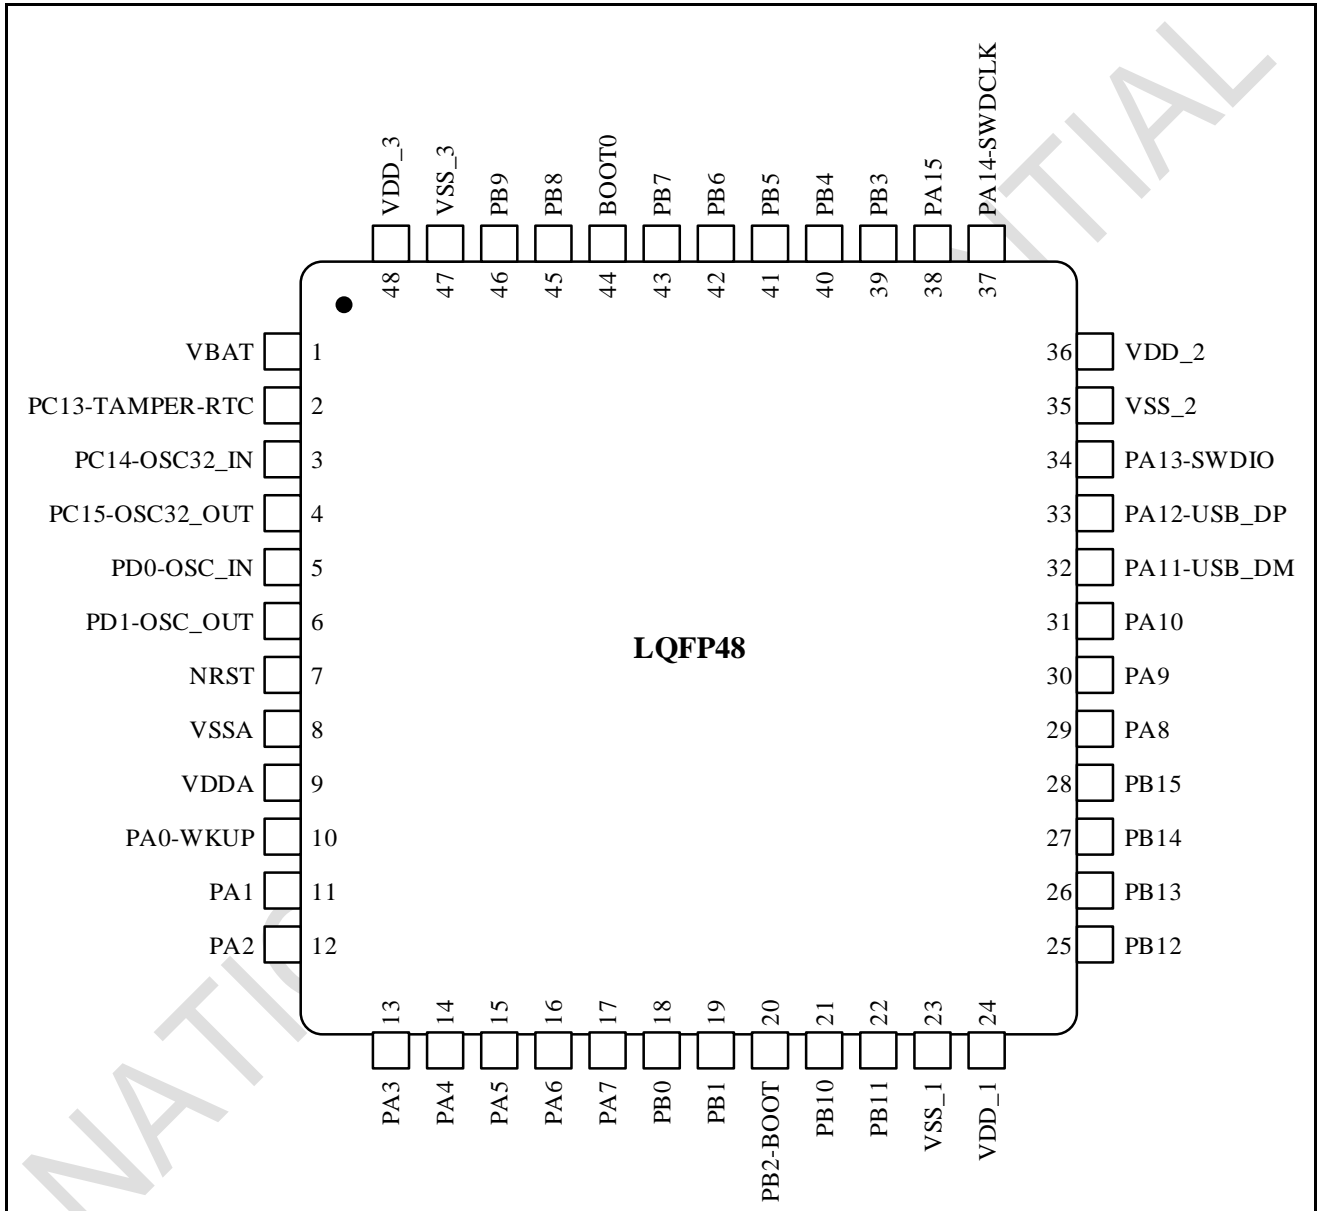 VDD_3
VSS_3
PB9
PB8
BOOT0
PB7
PB6
PB5
PB4
PB3
PA15
PA14-SWDCLK
48
47
46
45
44
43
42
41
40
39
38
37
VBAT 1
PC13-TAMPER-RTC 2
PC14-OSC32_IN 3
PC15-OSC32_OUT 4
PD0-OSC_IN 5
PD1-OSC_OUT 6
NRST 7
VSSA 8
VDDA 9
PA0-WKUP 10
PA1 11
PA2 12
LQFP48
36 VDD_2
35 VSS_2
34 PA13-SWDIO
33 PA12-USB_DP
32 PA11-USB_DM
31 PA10
30 PA9
29 PA8
28 PB15
27 PB14
26 PB13
25 PB12
13
14
15
16
17
18
19
20
21
22
23
24
PA3
PA4
PA5
PA6
PA7
PB0
PB1
PB2-BOOT
PB10
PB11
VSS_1
VDD_1